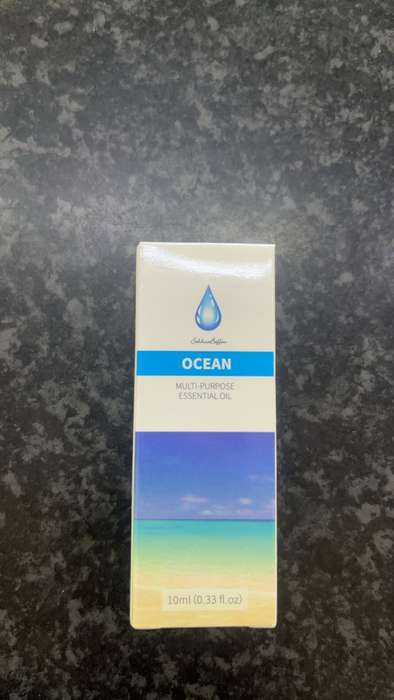 OCEAN
MULTI-PURPOSE
ESSENTIAL OIL
10ml (0.33 fl.oz)